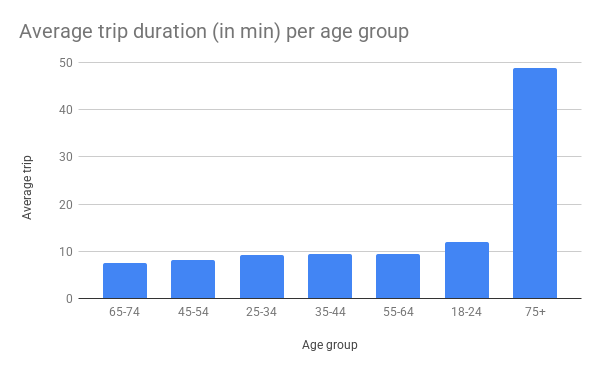 Average trip duration (in min) per age group
50
40
30
20
10
0
Average trip
65-74 45-54 25-34 35-44 55-64 18-24 75+
Age group